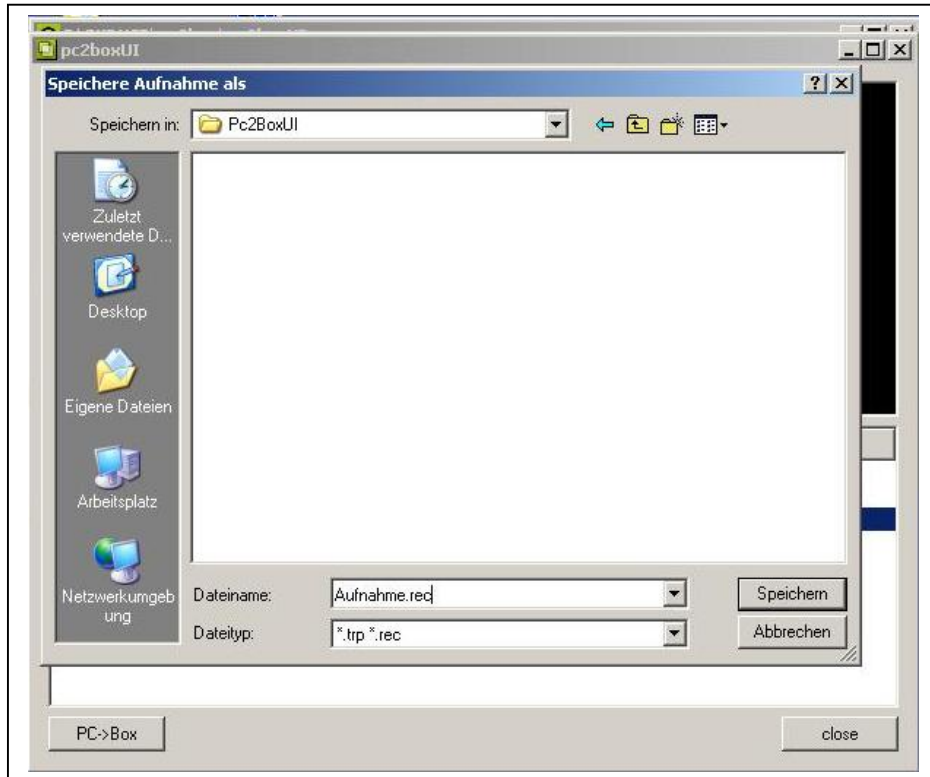 pc2boxUI
Speichere Aufnahme als
Speichern in:
Pc2BoxUI
Zuletzt
verwendete D...
Desktop
Eigene Dateien
Arbeitsplatz
Netzwerkumgeb
ung
Dateiname:
Aufnahme.rec
Speichern
Dateityp:
*.trp *.rec
Abbrechen
PC->Box
close